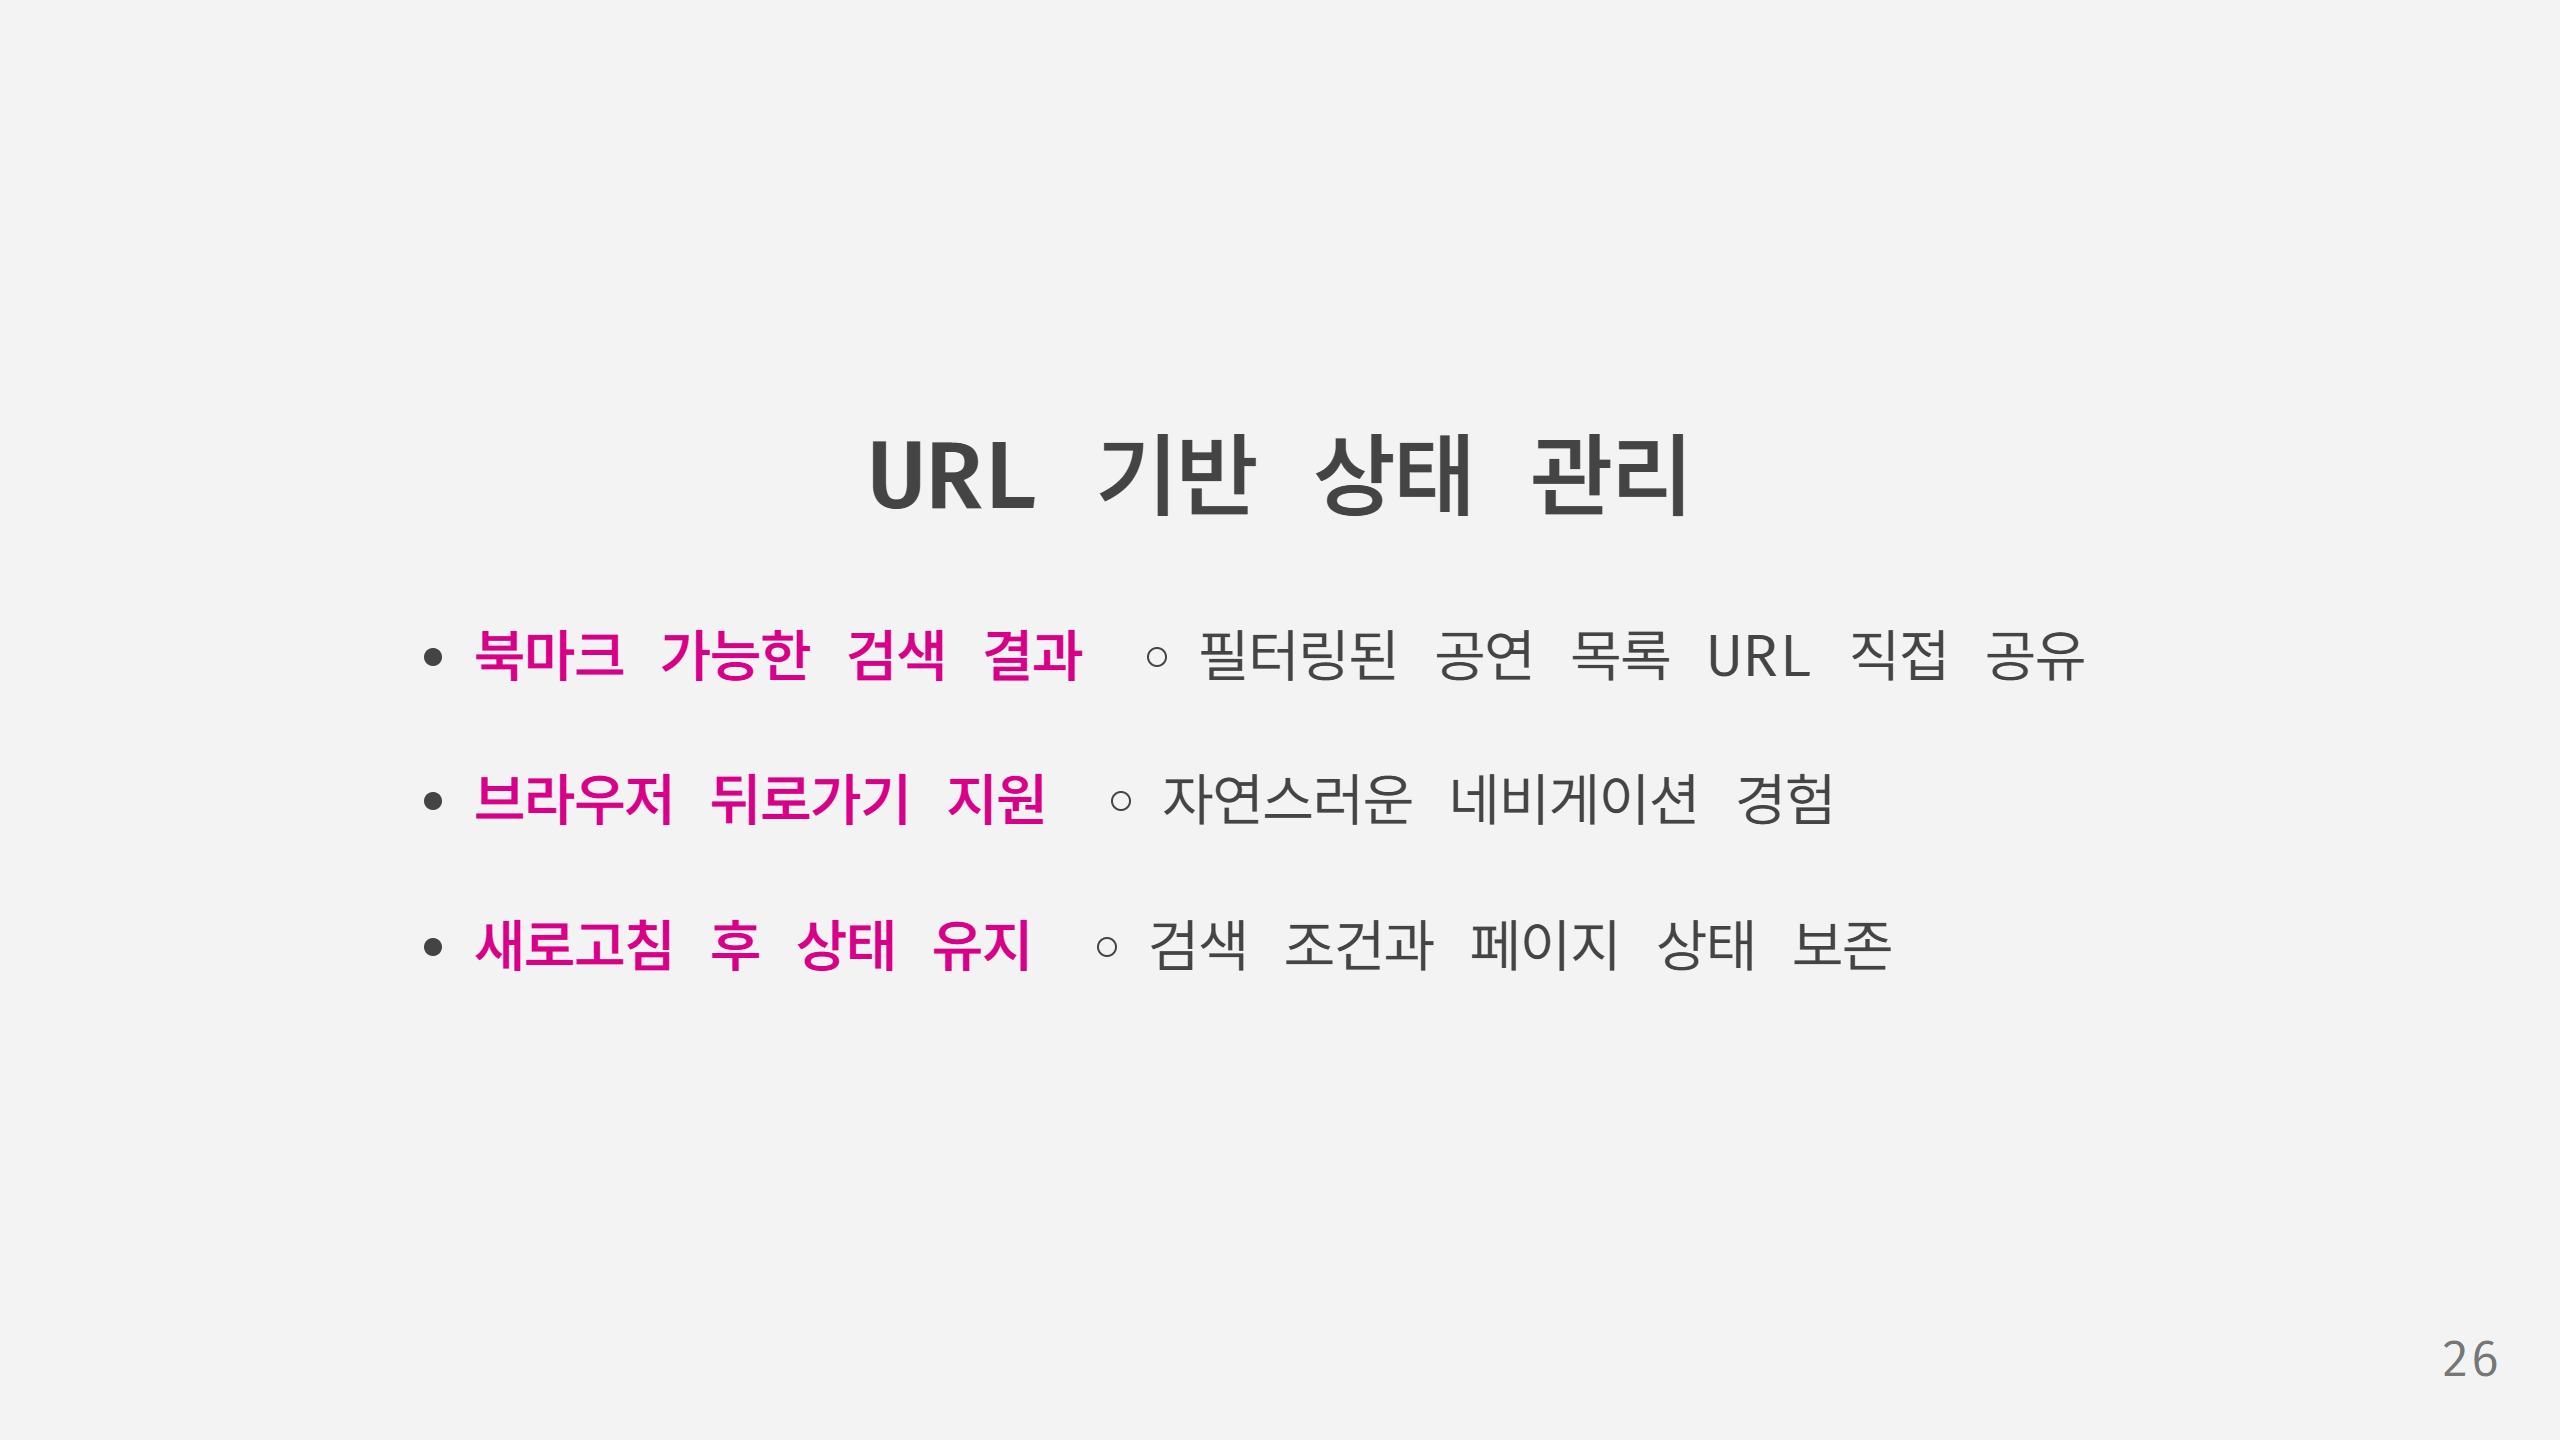 URL 기반 상태 관리
• 북마크 가능한 검색 결과 ◦ 필터링된 공연 목록 URL 직접 공유
• 브라우저 뒤로가기 지원 ◦ 자연스러운 네비게이션 경험
• 새로고침 후 상태 유지 ◦ 검색 조건과 페이지 상태 보존
26